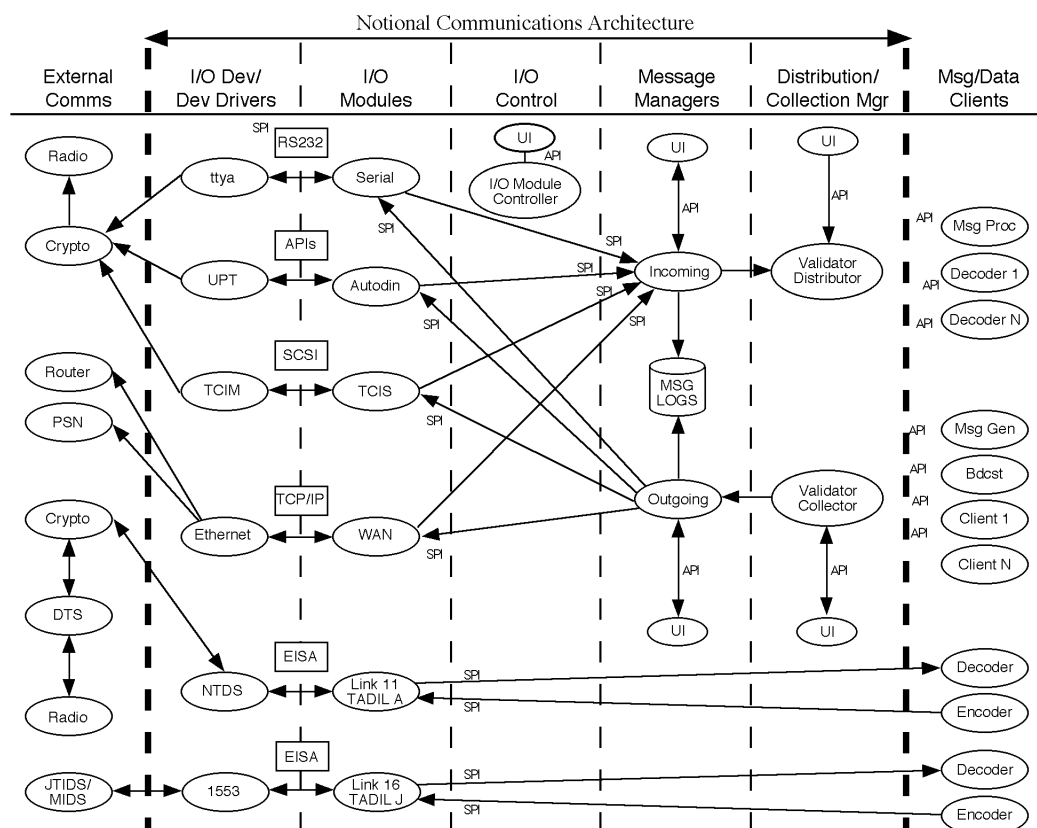 Notional Communications Architecture
External
Comms
I/O Dev/
Dev Drivers
I/O
Modules
I/O
Control
Message
Managers
Distribution/
Collection Mgr
Msg/Data
Clients
SPI
RS232
UI
API
UI
UI
Radio
ttya
Serial
I/O Module
Controller
API
API
SPI
API
Msg Proc
Crypto
APIs
SPI
UPT
Autodin
SPI
Incoming
Validator
Distributor
API
Decoder 1
SPI
SPI
SPI
API
Decoder N
Router
SCSI
TCIM
TCIS
MSG
LOGS
PSN
SPI
API
Msg Gen
API
Bdcst
TCP/IP
Outgoing
Validator
Collector
API
Crypto
Ethernet
WAN
SPI
API
Client 1
API
API
Client N
DTS
UI
UI
EISA
NTDS
Link 11
TADIL A
SPI
Decoder
SPI
Encoder
Radio
EISA
JTIDS/
MIDS
1553
Link 16
TADIL J
SPI
Decoder
SPI
Encoder